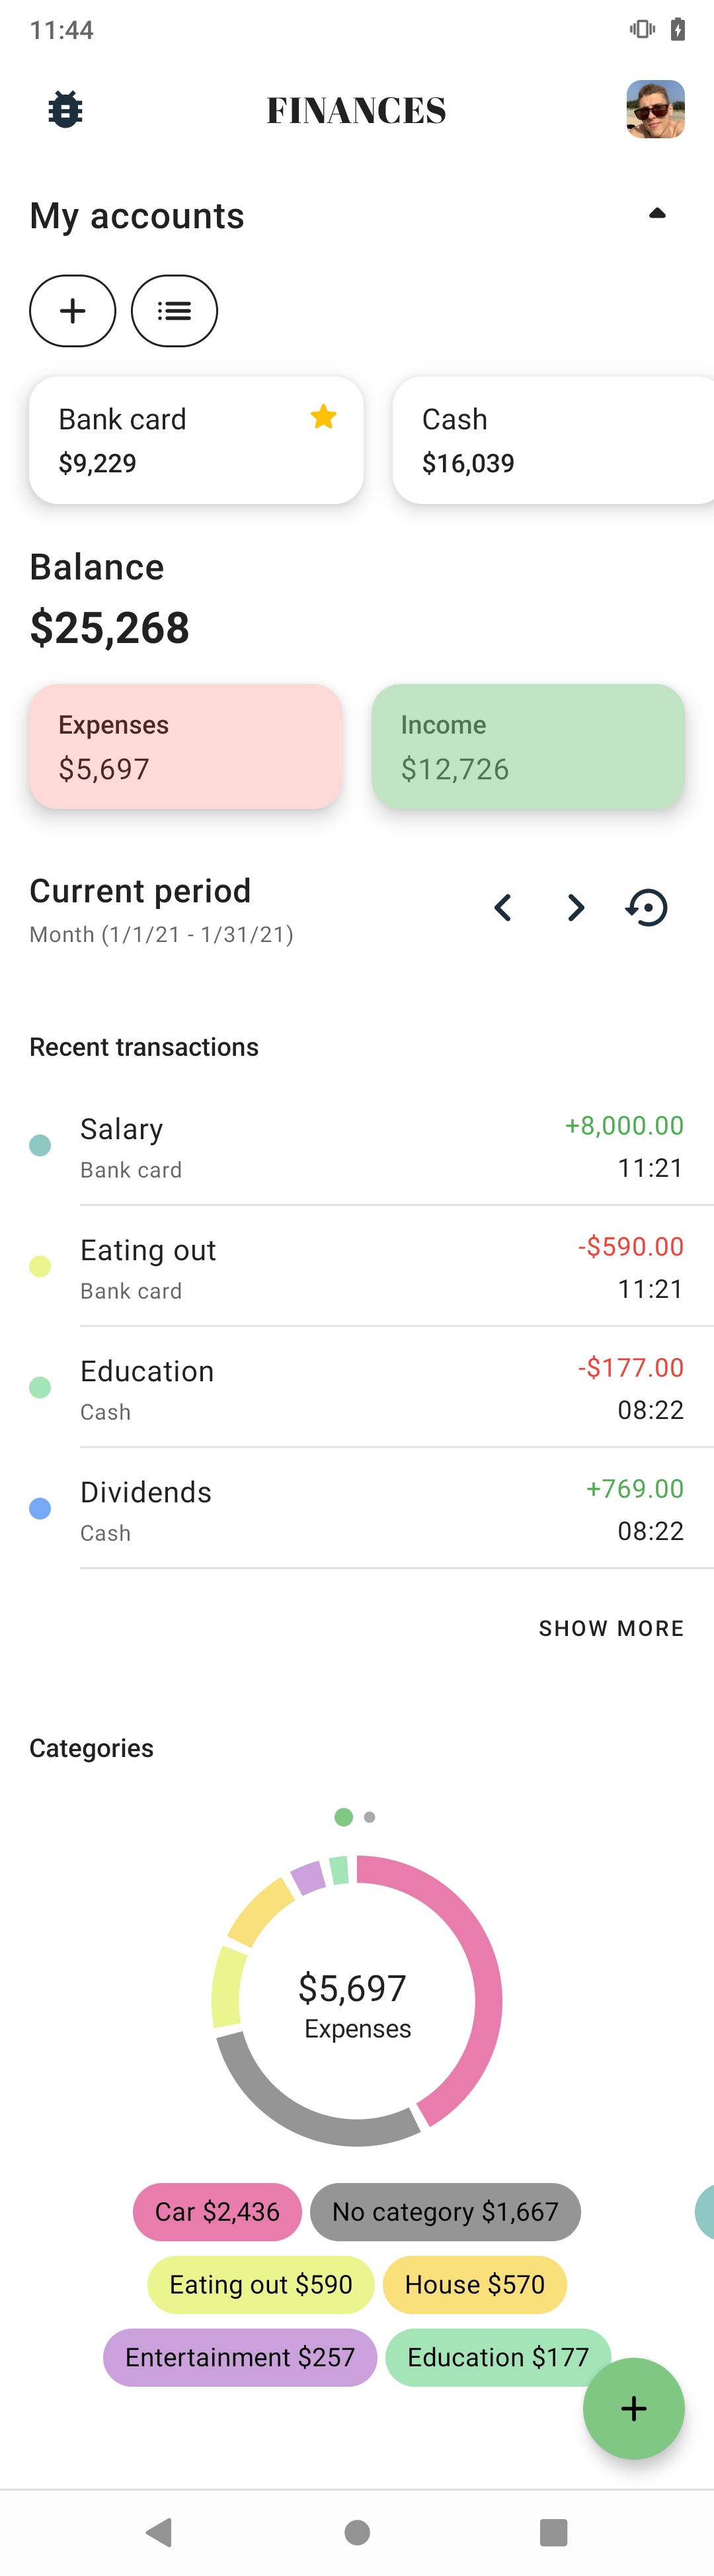 11:44
FINANCES
My accounts
Bank card
$9,229
Cash
$16,039
Balance
$25,268
Expenses
$5,697
Income
$12,726
Current period
Month (1/1/21 - 1/31/21)
Recent transactions
Salary
+8,000.00
Bank card
11:21
Eating out
-$590.00
Bank card
11:21
Education
-$177.00
Cash
08:22
Dividends
+769.00
Cash
08:22
SHOW MORE
Categories
$5,697
Expenses
Car $2,436
No category $1,667
Eating out $590
House $570
Entertainment $257
Education $177